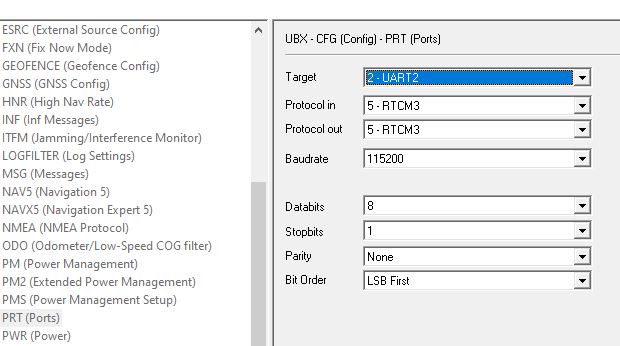 ESRC (External Source Config)
FXN (Fix Now Mode)
GEOFENCE (Geofence Config)
GNSS (GNSS Config)
HNR (High Nav Rate)
INF (Inf Messages)
ITFM (Jamming/Interference Monitor)
LOGFILTER (Log Settings)
MSG (Messages)
NAV5 (Navigation 5)
NAVX5 (Navigation Expert 5)
NMEA (NMEA Protocol)
ODO (Odometer/Low-Speed COG filter)
PM (Power Management)
PM2 (Extended Power Management)
PMS (Power Management Setup)
PRT (Ports)
PWR (Power)
UBX - CFG (Config) - PRT (Ports)
Target 2 - UART2
Protocol in 5 - RTCM3
Protocol out 5 - RTCM3
Baudrate 115200
Databits 8
Stopbits 1
Parity None
Bit Order LSB First